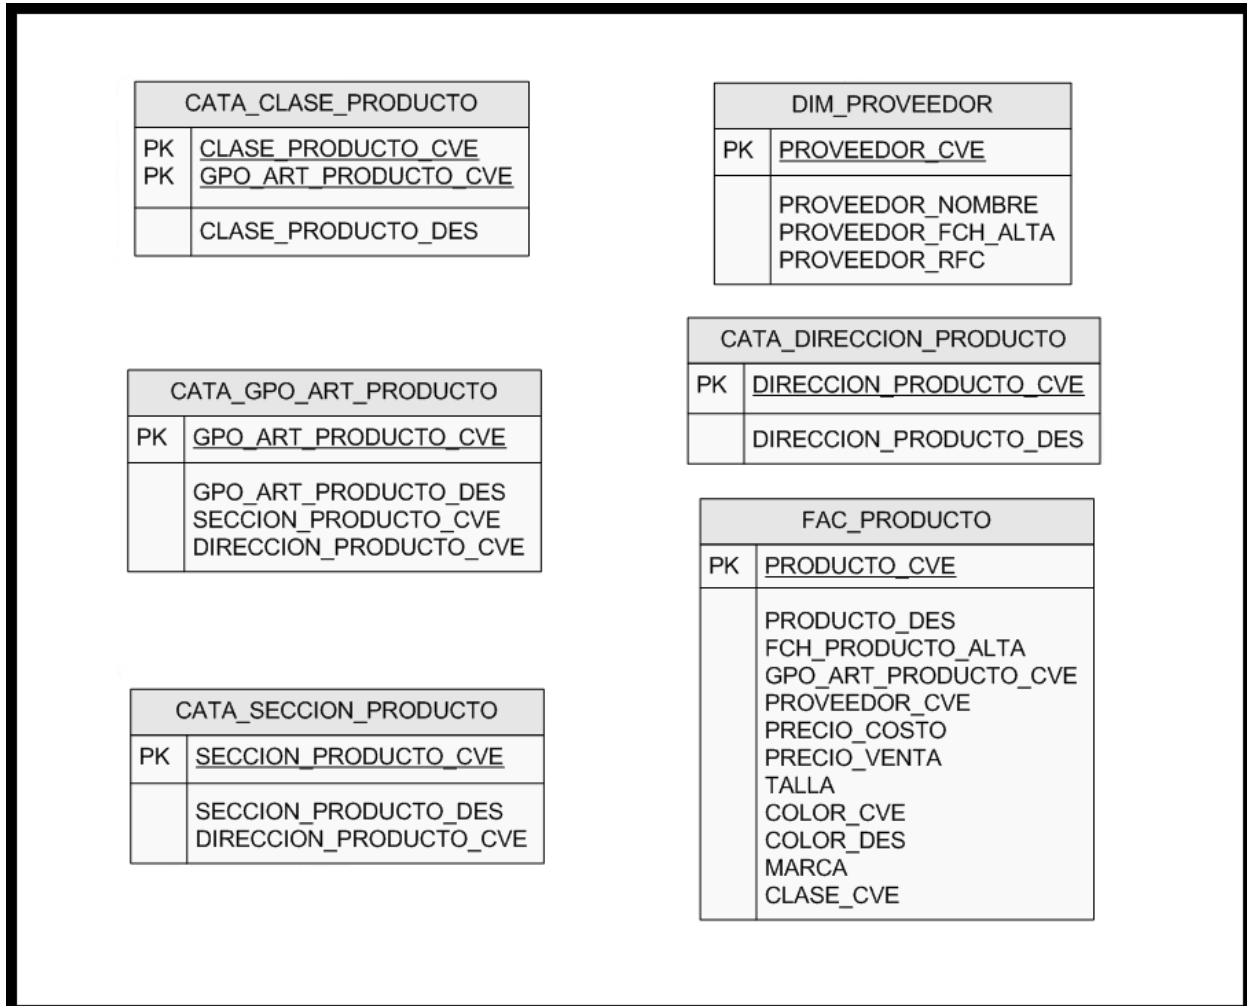 CATA_CLASE_PRODUCTO
PK CLASE_PRODUCTO_CVE
PK GPO_ART_PRODUCTO_CVE
CLASE_PRODUCTO_DES
CATA_GPO_ART_PRODUCTO
PK GPO_ART_PRODUCTO_CVE
GPO_ART_PRODUCTO_DES
SECCION_PRODUCTO_CVE
DIRECCION_PRODUCTO_CVE
CATA_SECCION_PRODUCTO
PK SECCION_PRODUCTO_CVE
SECCION_PRODUCTO_DES
DIRECCION_PRODUCTO_CVE
DIM_PROVEEDOR
PK PROVEEDOR_CVE
PROVEEDOR_NOMBRE
PROVEEDOR_FCH_ALTA
PROVEEDOR_RFC
CATA_DIRECCION_PRODUCTO
PK DIRECCION_PRODUCTO_CVE
DIRECCION_PRODUCTO_DES
FAC_PRODUCTO
PK PRODUCTO_CVE
PRODUCTO_DES
FCH_PRODUCTO_ALTA
GPO_ART_PRODUCTO_CVE
PROVEEDOR_CVE
PRECIO_COSTO
PRECIO_VENTA
TALLA
COLOR_CVE
COLOR_DES
MARCA
CLASE_CVE